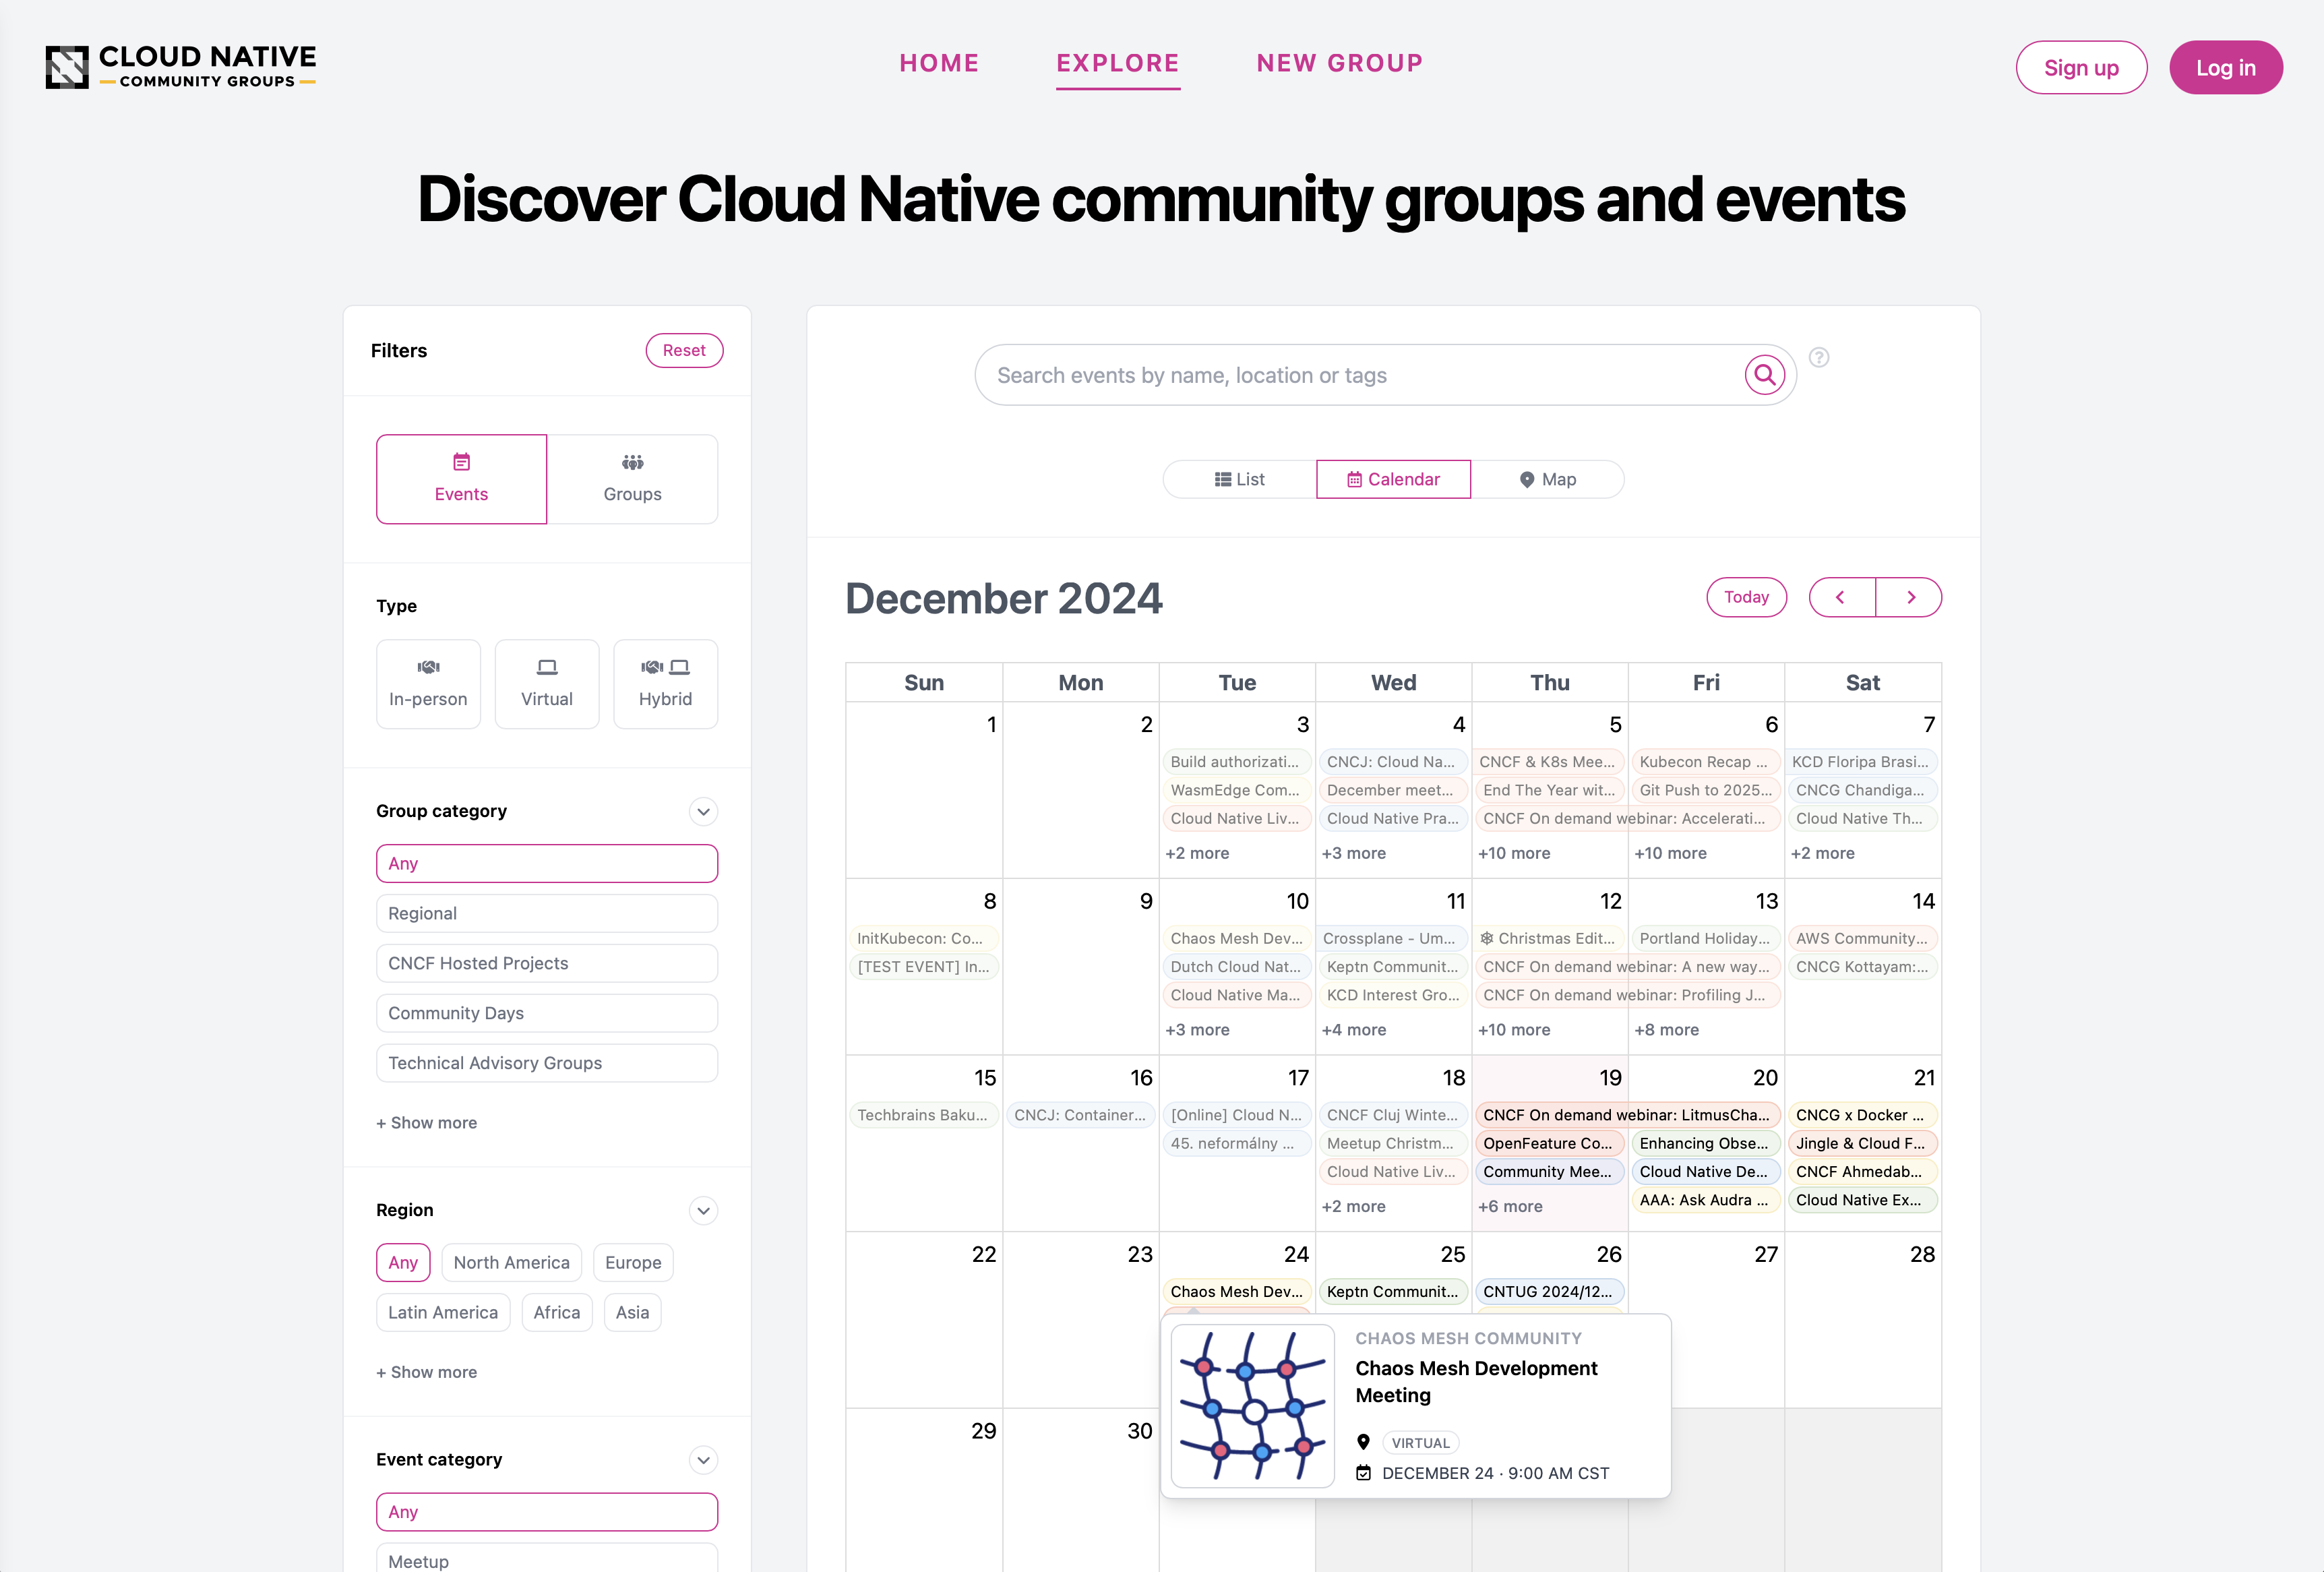 CLOUD NATIVE
COMMUNITY GROUPS
HOME
EXPLORE
NEW GROUP
Sign up
Log in
Discover Cloud Native community groups and events
Filters
Reset
Events
Groups
Type
In-person
Virtual
Hybrid
Group category
Any
Regional
CNCF Hosted Projects
Community Days
Technical Advisory Groups
+ Show more
Region
Any
North America
Europe
Latin America
Africa
Asia
+ Show more
Event category
Any
Meetup
Search events by name, location or tags
?
List
Calendar
Map
December 2024
Today
Sun Mon Tue Wed Thu Fri Sat
1 2 3 4 5 6 7
Build authorizati... CNCJ: Cloud Na... CNCF & K8s Mee... Kubecon Recap ... KCD Floripa Brasi...
WasmEdge Com... December meet... End The Year wit... Git Push to 2025... CNCG Chandiga...
Cloud Native Liv... Cloud Native Pra... CNCF On demand webinar: Accelerati... Cloud Native Th...
+2 more +3 more +10 more +10 more +2 more
8 9 10 11 12 13 14
InitKubecon: Co... Chaos Mesh Dev... Crossplane - Um... ❄ Christmas Edit... Portland Holiday... AWS Community...
[TEST EVENT] In... Dutch Cloud Nat... Keptn Communit... CNCF On demand webinar: A new way... CNCG Kottayam:...
Cloud Native Ma... KCD Interest Gro... CNCF On demand webinar: Profiling J...
+3 more +4 more +10 more +8 more
15 16 17 18 19 20 21
Techbrains Baku... CNCJ: Container... [Online] Cloud N... CNCF Cluj Winte... CNCF On demand webinar: LitmusCha... CNCG x Docker ...
45. neformálny ... Meetup Christm... OpenFeature Co... Enhancing Obse... Jingle & Cloud F...
Cloud Native Liv... Community Mee... Cloud Native De... CNCF Ahmedab...
+2 more +6 more AAA: Ask Audra ... Cloud Native Ex...
22 23 24 25 26 27 28
Chaos Mesh Dev... Keptn Communit... CNTUG 2024/12...
29 30
CHAOS MESH COMMUNITY
Chaos Mesh Development
Meeting
VIRTUAL
DECEMBER 24 · 9:00 AM CST